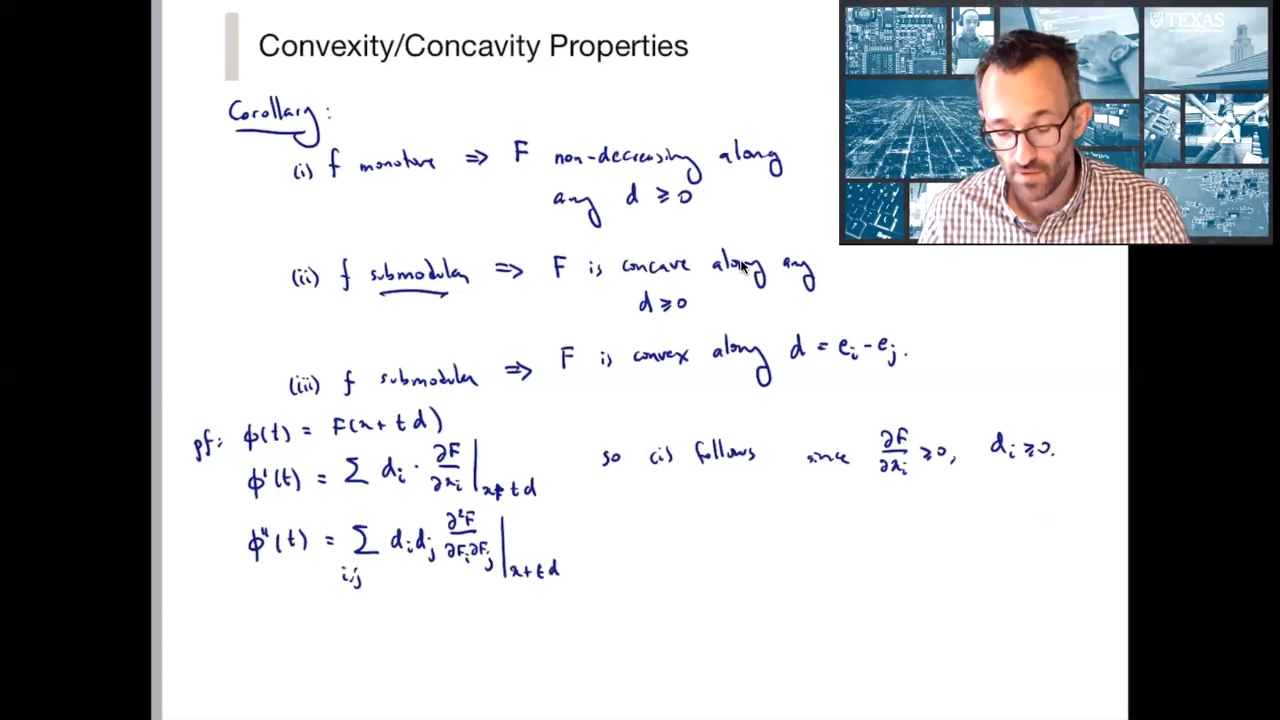 Convexity/Concavity Properties
TEXAS
Corollary:
(i) f monotone ⇒ F non-decreasing along
any d ≥ 0
(ii) f submodular ⇒ F is concave along any
d ≥ 0
(iii) f submodular ⇒ F is convex along d = e_i - e_j.
pf: φ(t) = F(x + t d)
φ'(t) = Σ d_i · ∂F/∂x_i |_{x+td} so (i) follows since ∂F/∂x_i ≥ 0, d_i ≥ 0.
φ''(t) = Σ_{i,j} d_i d_j ∂²F/∂F_i ∂F_j |_{x+td}